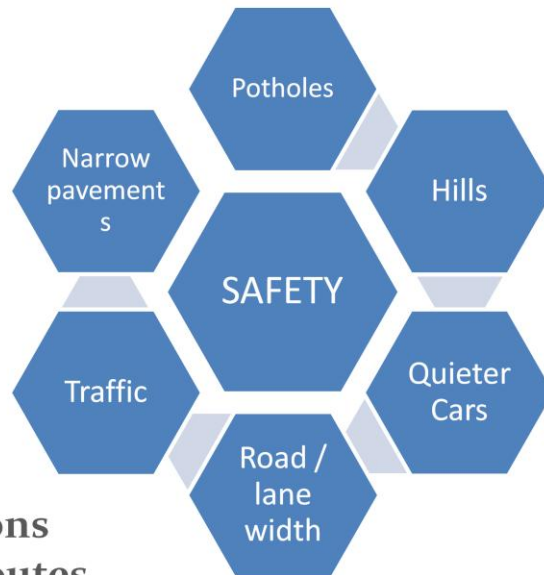 Potholes
Narrow
pavement
s
Hills
SAFETY
Traffic
Quieter
Cars
Road /
lane
width